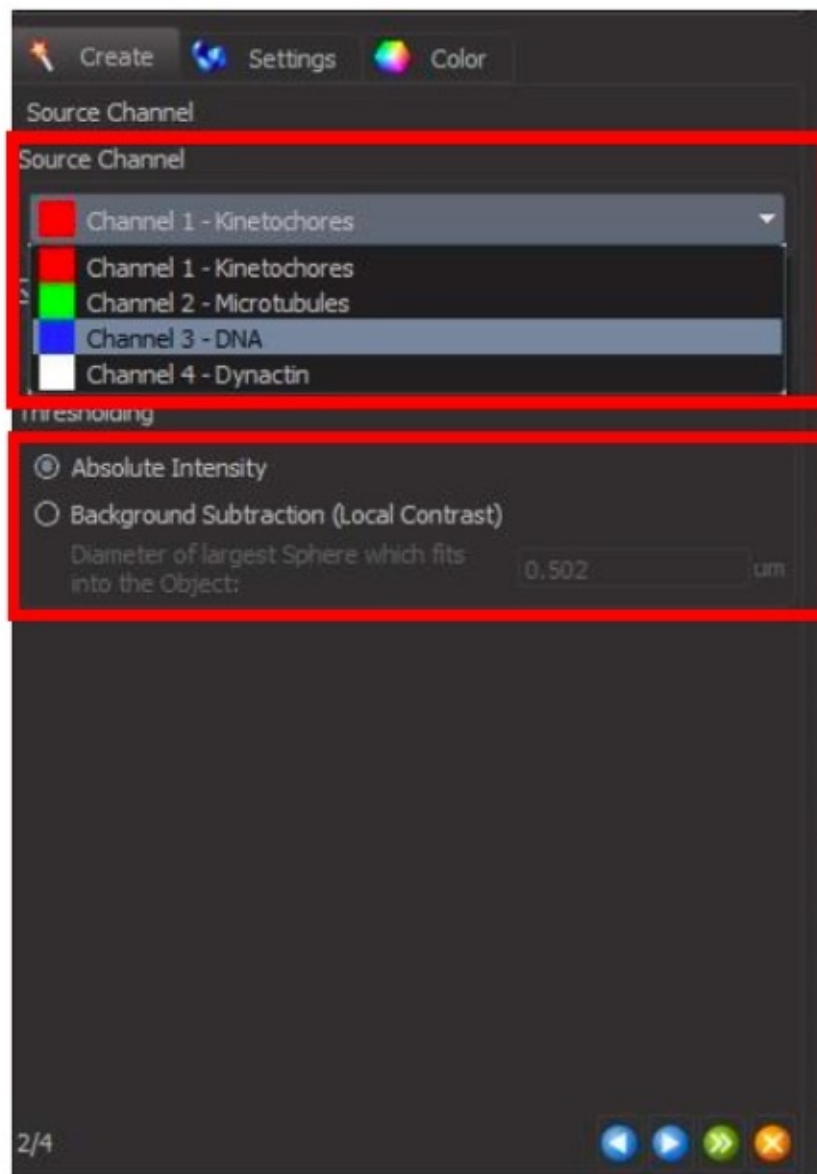 Create Settings Color
Source Channel
Source Channel
Channel 1 - Kinetochores
Channel 1 - Kinetochores
Channel 2 - Microtubules
Channel 3 - DNA
Channel 4 - Dynactin
Thresholding
Absolute Intensity
Background Subtraction (Local Contrast)
Diameter of largest Sphere which fits
into the Object:
0.502 um
2/4